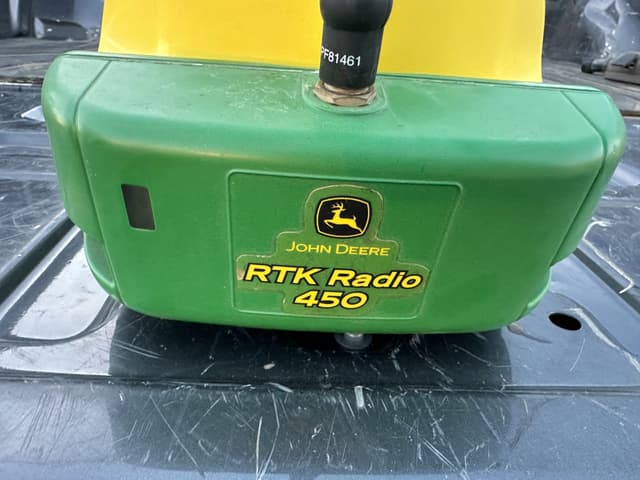 PF81461
JOHN DEERE
RTK Radio
450